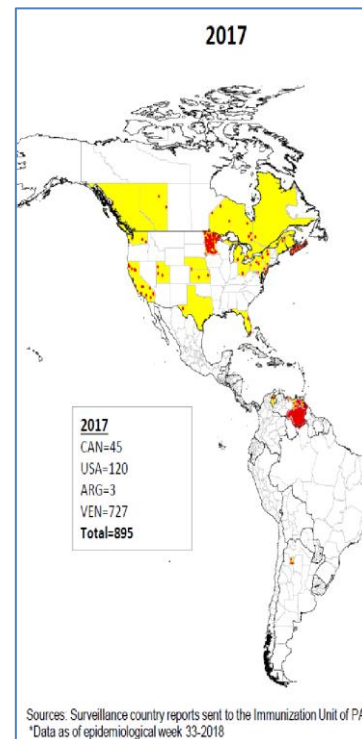 2017
2017
CAN=45
USA=120
ARG=3
VEN=727
Total=895
Sources: Surveillance country reports sent to the Immunization Unit of PA
*Data as of epidemiological week 33-2018